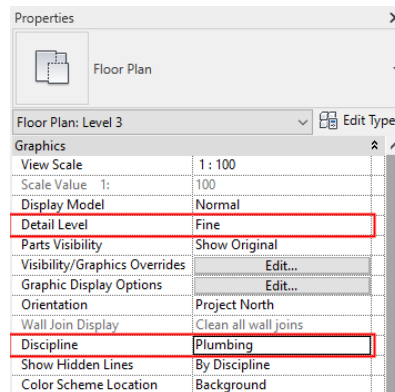 Properties
Floor Plan
Floor Plan: Level 3 Edit Type
Graphics
View Scale 1 : 100
Scale Value 1: 100
Display Model Normal
Detail Level Fine
Parts Visibility Show Original
Visibility/Graphics Overrides Edit...
Graphic Display Options Edit...
Orientation Project North
Wall Join Display Clean all wall joins
Discipline Plumbing
Show Hidden Lines By Discipline
Color Scheme Location Background